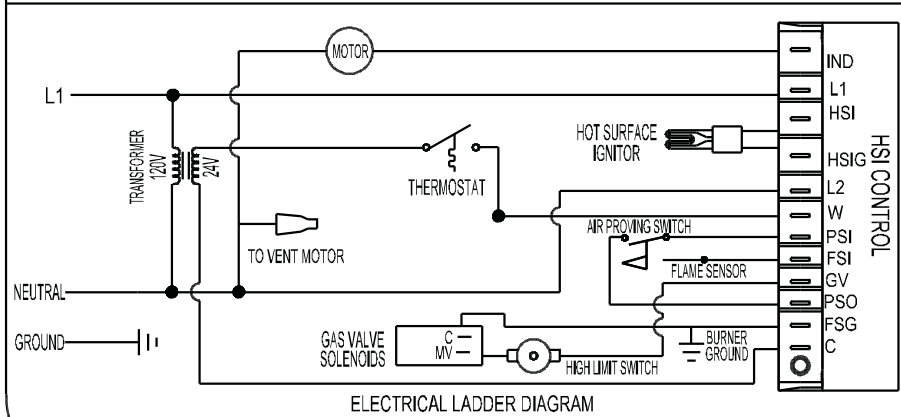 MOTOR
IND
L1
L1
HSI
HOT SURFACE
IGNITOR
HSIG
TRANSFORMER
120V
24V
THERMOSTAT
L2
W
AIR PROVING SWITCH
PSI
FSI
FLAME SENSOR
TO VENT MOTOR
GV
NEUTRAL
PSO
FSG
GROUND
GAS VALVE
SOLENOIDS
C
MV
BURNER
GROUND
C
HIGH LIMIT SWITCH
HSI CONTROL
ELECTRICAL LADDER DIAGRAM